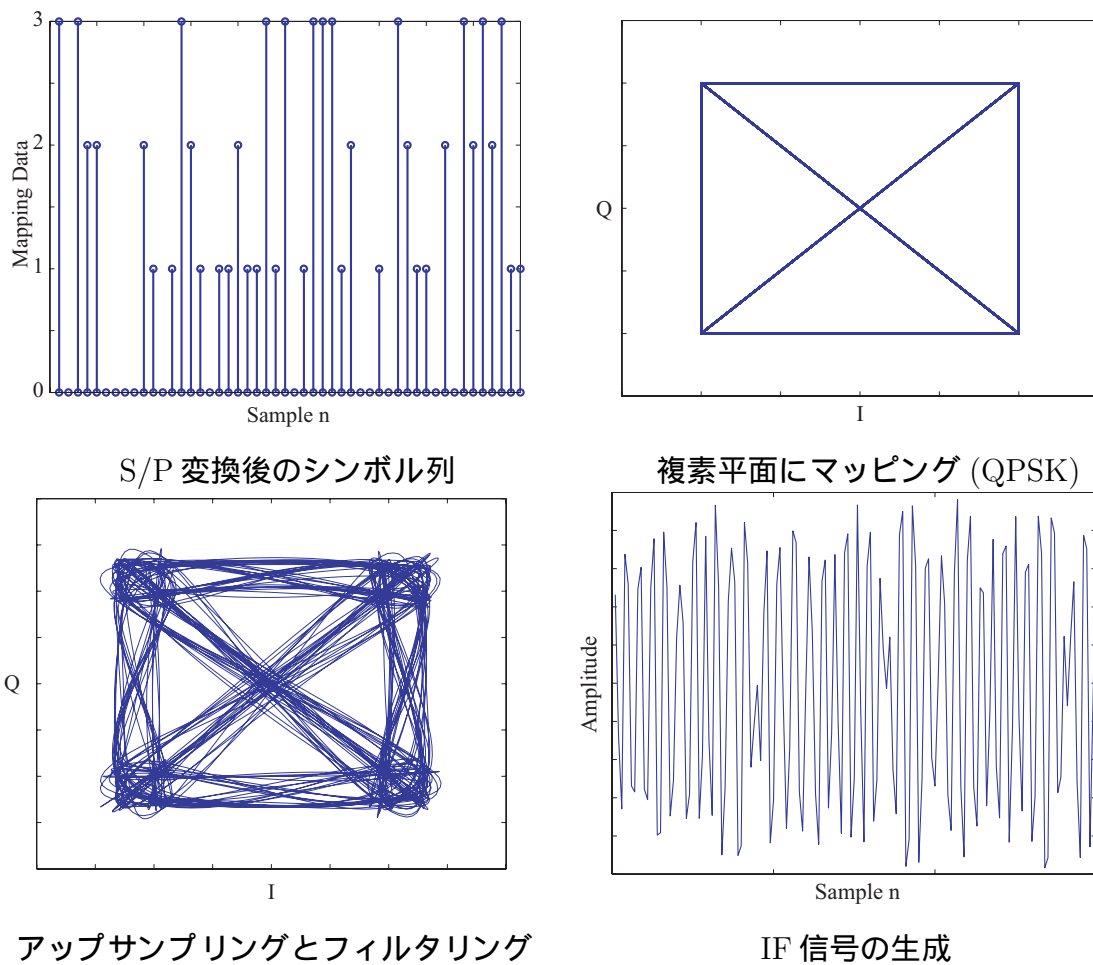 3
2
1
0
Mapping Data
Sample n
S/P 変換後のシンボル列
Q
I
複素平面にマッピング (QPSK)
Q
I
アップサンプリングとフィルタリング
Amplitude
Sample n
IF 信号の生成